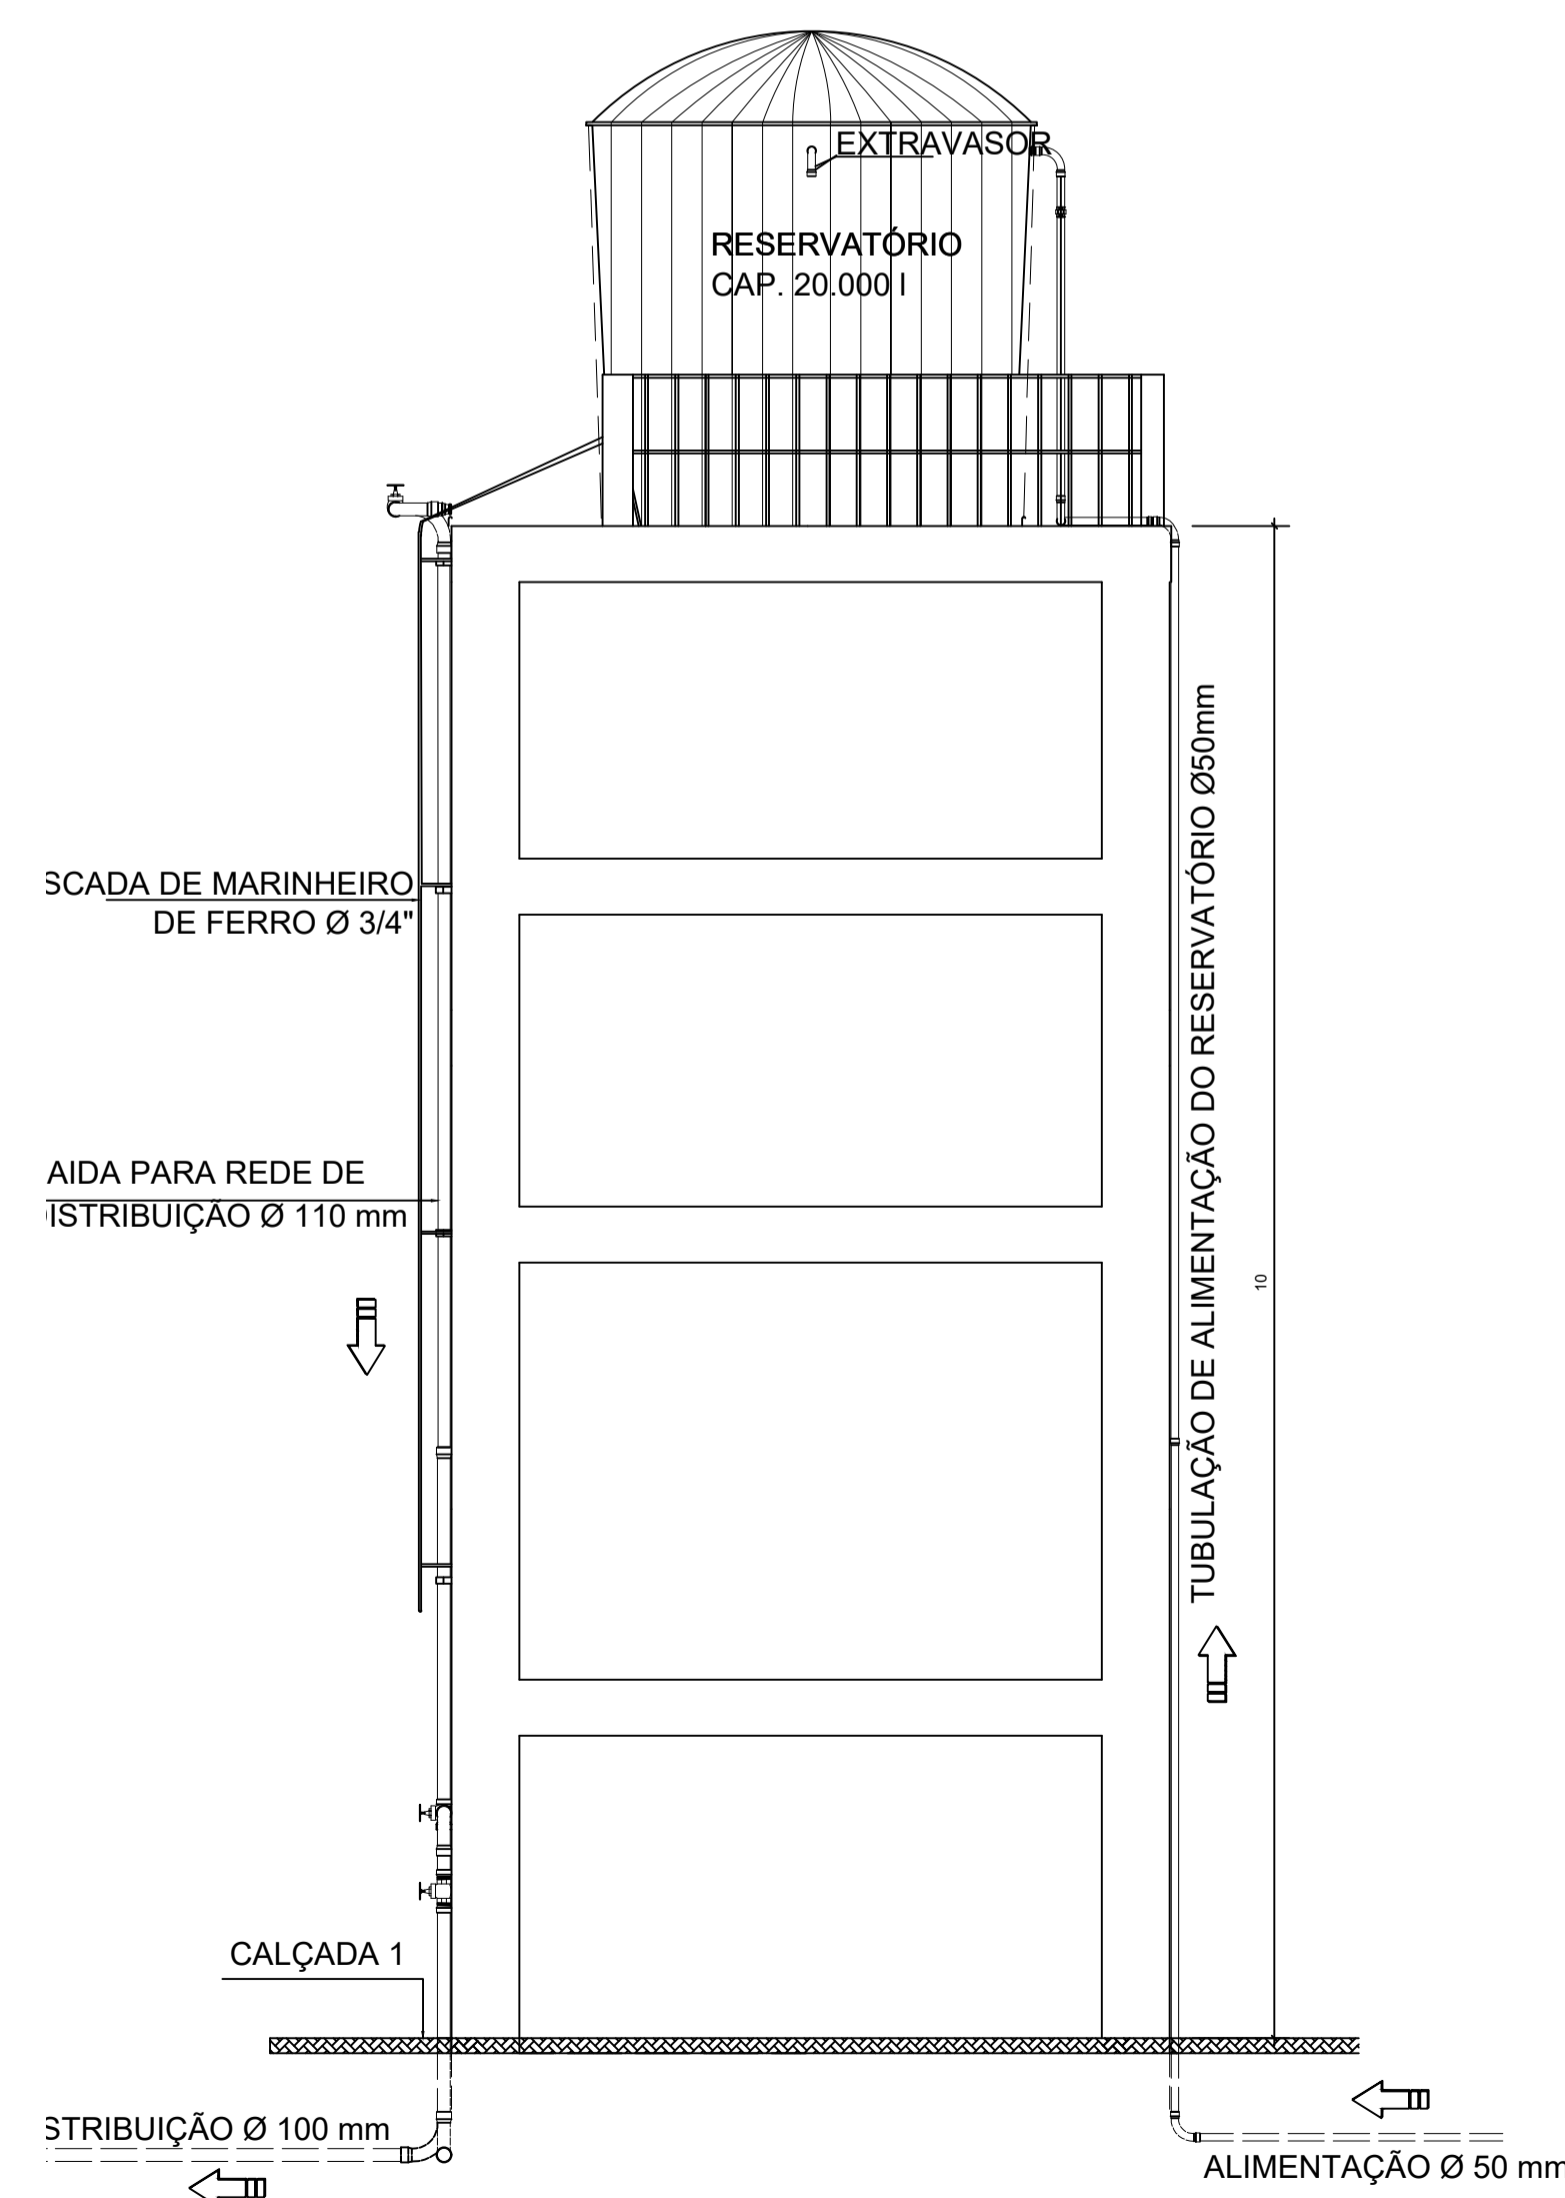 EXTRAVASOR
RESERVATÓRIO
CAP. 20.000 l
SCADA DE MARINHEIRO
DE FERRO Ø 3/4"
TUBULAÇÃO DE ALIMENTAÇÃO DO RESERVATÓRIO Ø50mm
AIDA PARA REDE DE
ISTRIBUIÇÃO Ø 110 mm
10
CALÇADA 1
STRIBUIÇÃO Ø 100 mm
ALIMENTAÇÃO Ø 50 mm